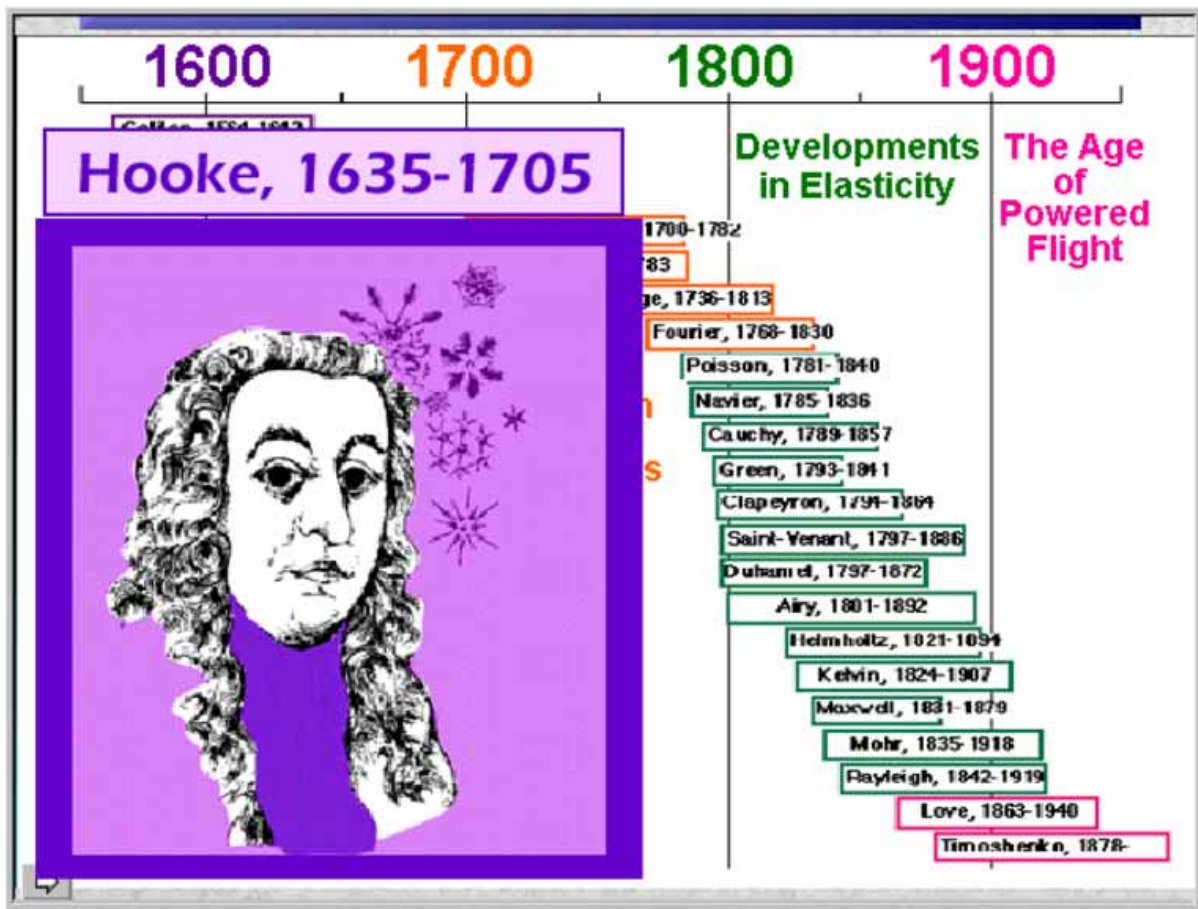 1600 1700 1800 1900
Hooke, 1635-1705
Developments
in Elasticity
The Age
of
Powered
Flight
1700-1782
783
ge, 1736-1813
Fourier, 1768-1830
Poisson, 1781-1840
Navier, 1785-1836
Cauchy, 1789-1857
Green, 1793-1841
Clapeyron, 1794-1864
Saint-Venant, 1797-1886
Duhamel, 1797-1872
Airy, 1801-1892
Helmholtz, 1821-1894
Kelvin, 1824-1907
Maxwell, 1831-1879
Mohr, 1835-1918
Rayleigh, 1842-1919
Love, 1863-1940
Timoshenko, 1878-
n
s